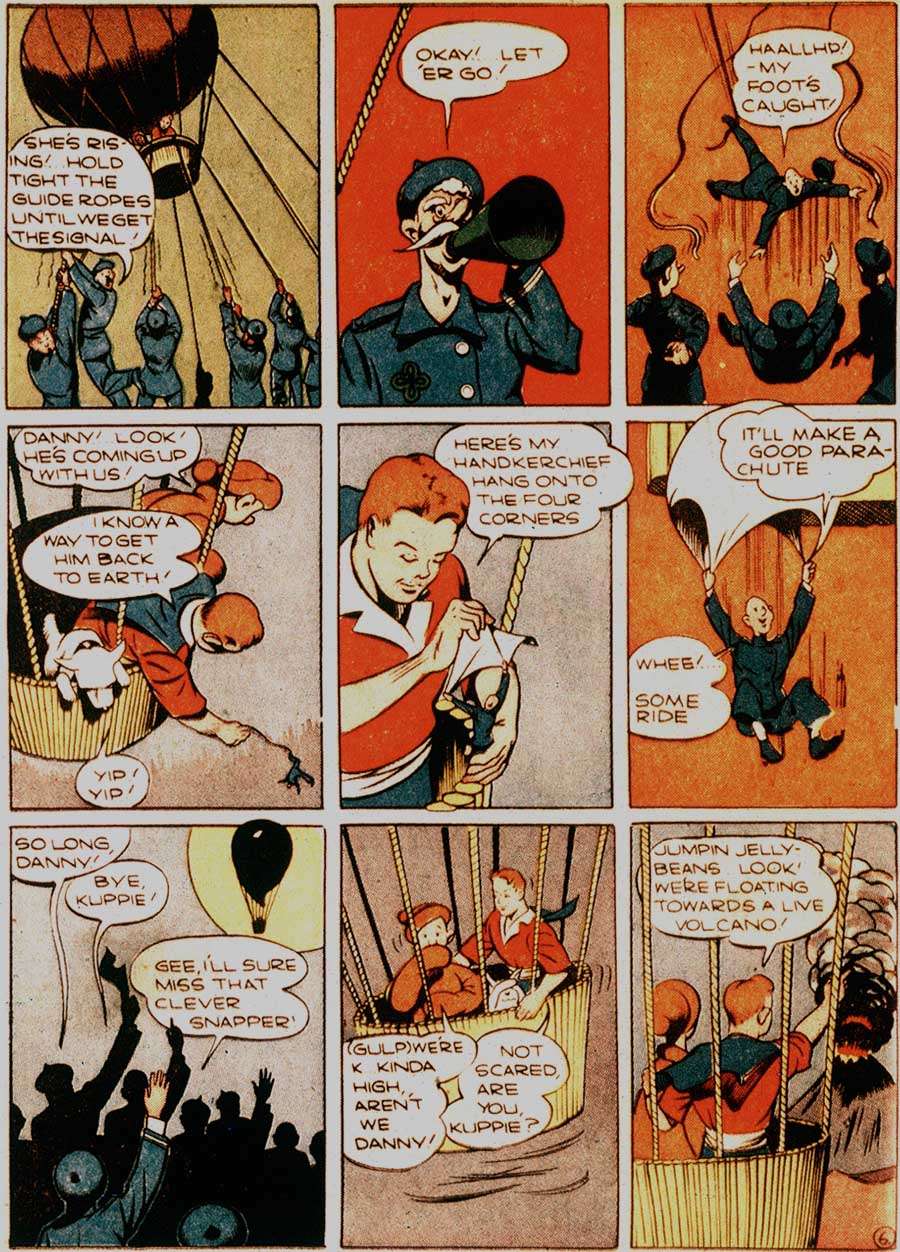 SHE'S RIS-
ING!..HOLD
TIGHT THE
GUIDE ROPES
UNTIL WE GET
THE SIGNAL!
OKAY!...LET
'ER GO!
HAALLHP!
-MY
FOOT'S
CAUGHT!
DANNY!..LOOK!
HE'S COMING UP
WITH US!
I KNOW A
WAY TO GET
HIM BACK
TO EARTH!
YIP!
YIP!
HERE'S MY
HANDKERCHIEF
HANG ONTO
THE FOUR
CORNERS
IT'LL MAKE A
GOOD PARA-
CHUTE
WHEE!...
SOME
RIDE
SO LONG,
DANNY!
BYE,
KUPPIE!
GEE, I'LL SURE
MISS THAT
CLEVER
SNAPPER!
(GULP) WE'RE
K...KINDA
HIGH,
AREN'T
WE
DANNY!
NOT
SCARED,
ARE
YOU,
KUPPIE?
JUMPIN JELLY-
BEANS..LOOK!
WE'RE FLOATING
TOWARDS A LIVE
VOLCANO!
6